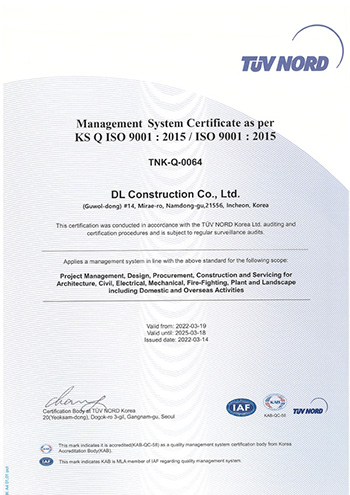 TÜV NORD
Management System Certificate as per
KS Q ISO 9001 : 2015 / ISO 9001 : 2015
TNK-Q-0064
DL Construction Co., Ltd.
(Guwol-dong) #14, Mirae-ro, Namdong-gu,21556, Incheon, Korea
This certification was conducted in accordance with the TÜV NORD Korea Ltd, auditing and
certification procedures and is subject to regular surveillance audits.
Applies a management system in line with the above standard for the following scope:
Project Management, Design, Procurement, Construction and Servicing for
Architecture, Civil, Electrical, Mechanical, Fire-Fighting, Plant and Landscape
including Domestic and Overseas Activities
Valid from: 2022-03-19
Valid until: 2025-03-18
Issued date: 2022-03-14
Certification Body at TÜV NORD Korea
20(Yeoksam-dong), Dogok-ro 3-gil, Gangnam-gu, Seoul
IAF
KAB
KAB-QC-58
TÜV NORD
This mark indicates it is accredited(KAB-QC-58) as a quality management system certification body from Korea
Accreditation Body(KAB).
IAF
This mark indicates KAB is MLA member of IAF regarding quality management system.